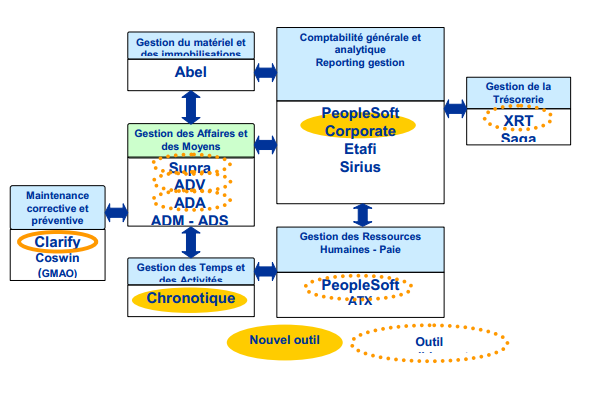 Gestion du matériel et
des immobilisations
Abel
Comptabilité générale et
analytique
Reporting gestion
PeopleSoft
Corporate
Etafi
Sirius
Gestion de la
Trésorerie
XRT
Saga
Gestion des Affaires et
des Moyens
Supra
ADV
ADA
ADM - ADS
Maintenance
corrective et
préventive
Clarify
Coswin
(GMAO)
Gestion des Temps et
des Activités
Chronotique
Gestion des Ressources
Humaines - Paie
PeopleSoft
ATX
Nouvel outil
Outil